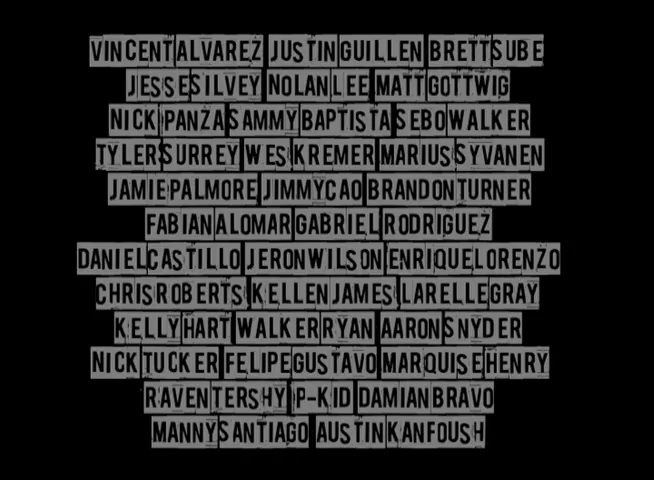 VINCENT ALVAREZ JUSTIN GUILLEN BRETT SUBE
JESSE SILVEY NOLAN LEE MATT GOTTWIG
NICK PANZA SAMMY BAPTISTA SEBO WALKER
TYLER SURREY WES KREMER MARIUS SYVANEN
JAMIE PALMORE JIMMY CAO BRANDON TURNER
FABIAN ALOMAR GABRIEL RODRIGUEZ
DANIEL CASTILLO JERON WILSON ENRIQUE LORENZO
CHRIS ROBERTS KELLEN JAMES LARELLE GRAY
KELLY HART WALKER RYAN AARON SNYDER
NICK TUCKER FELIPE GUSTAVO MARQUISE HENRY
RAVEN TERSHY P-KID DAMIAN BRAVO
MANNY SANTIAGO AUSTIN KANFOUSH